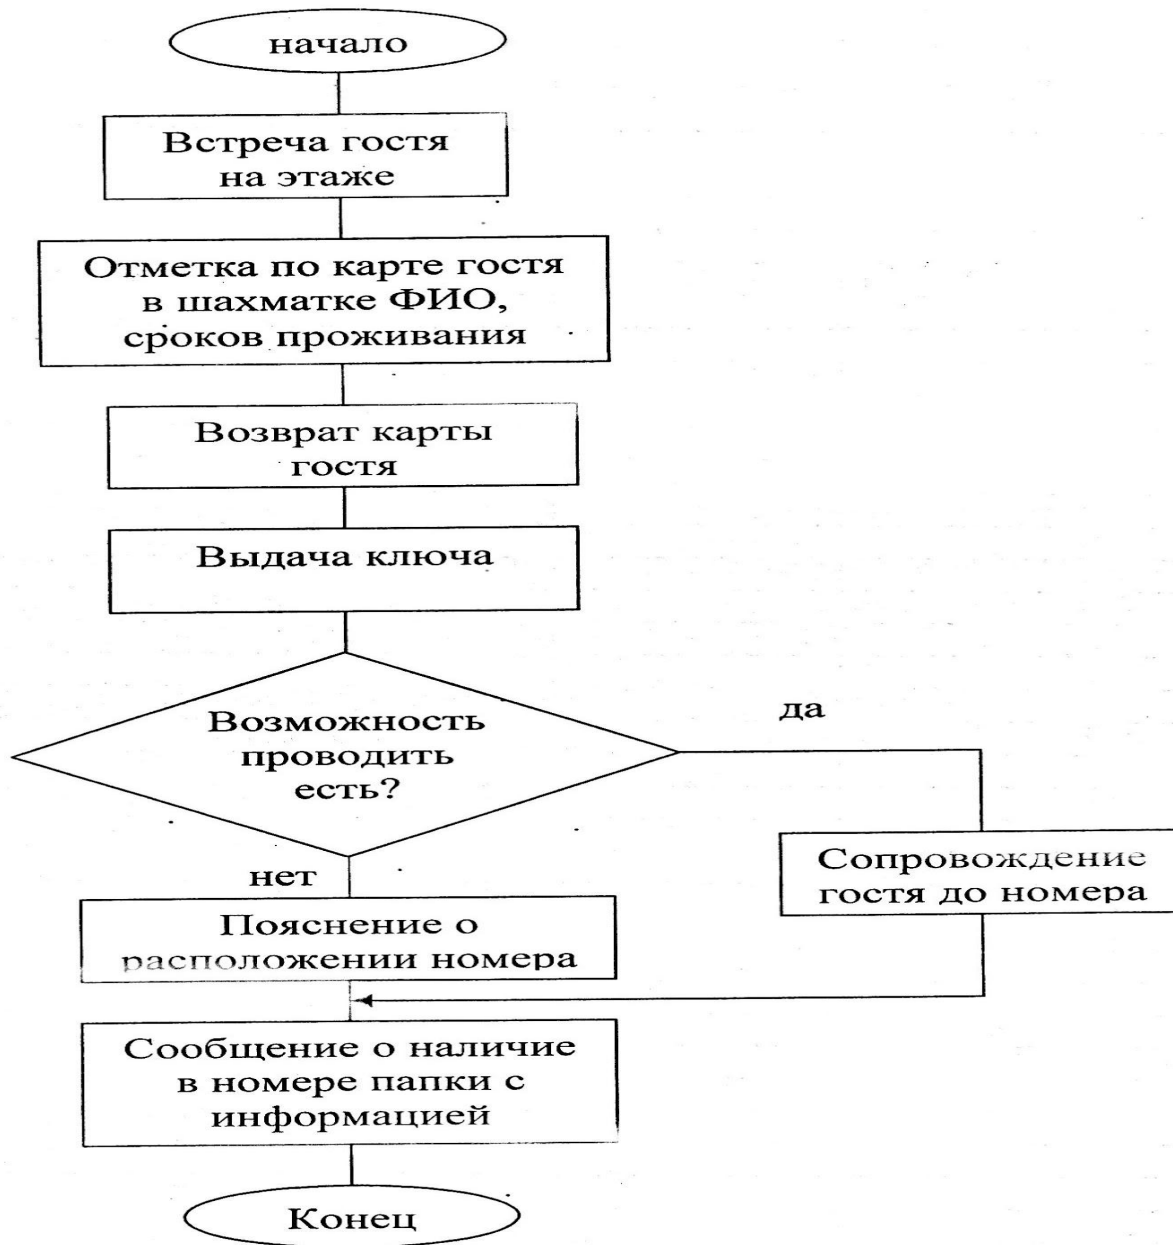 начало
Встреча гостя
на этаже
Отметка по карте гостя
в шахматке ФИО,
сроков проживания
Возврат карты
гостя
Выдача ключа
Возможность
проводить
есть?
да
Сопровождение
гостя до номера
нет
Пояснение о
расположении номера
Сообщение о наличие
в номере папки с
информацией
Конец